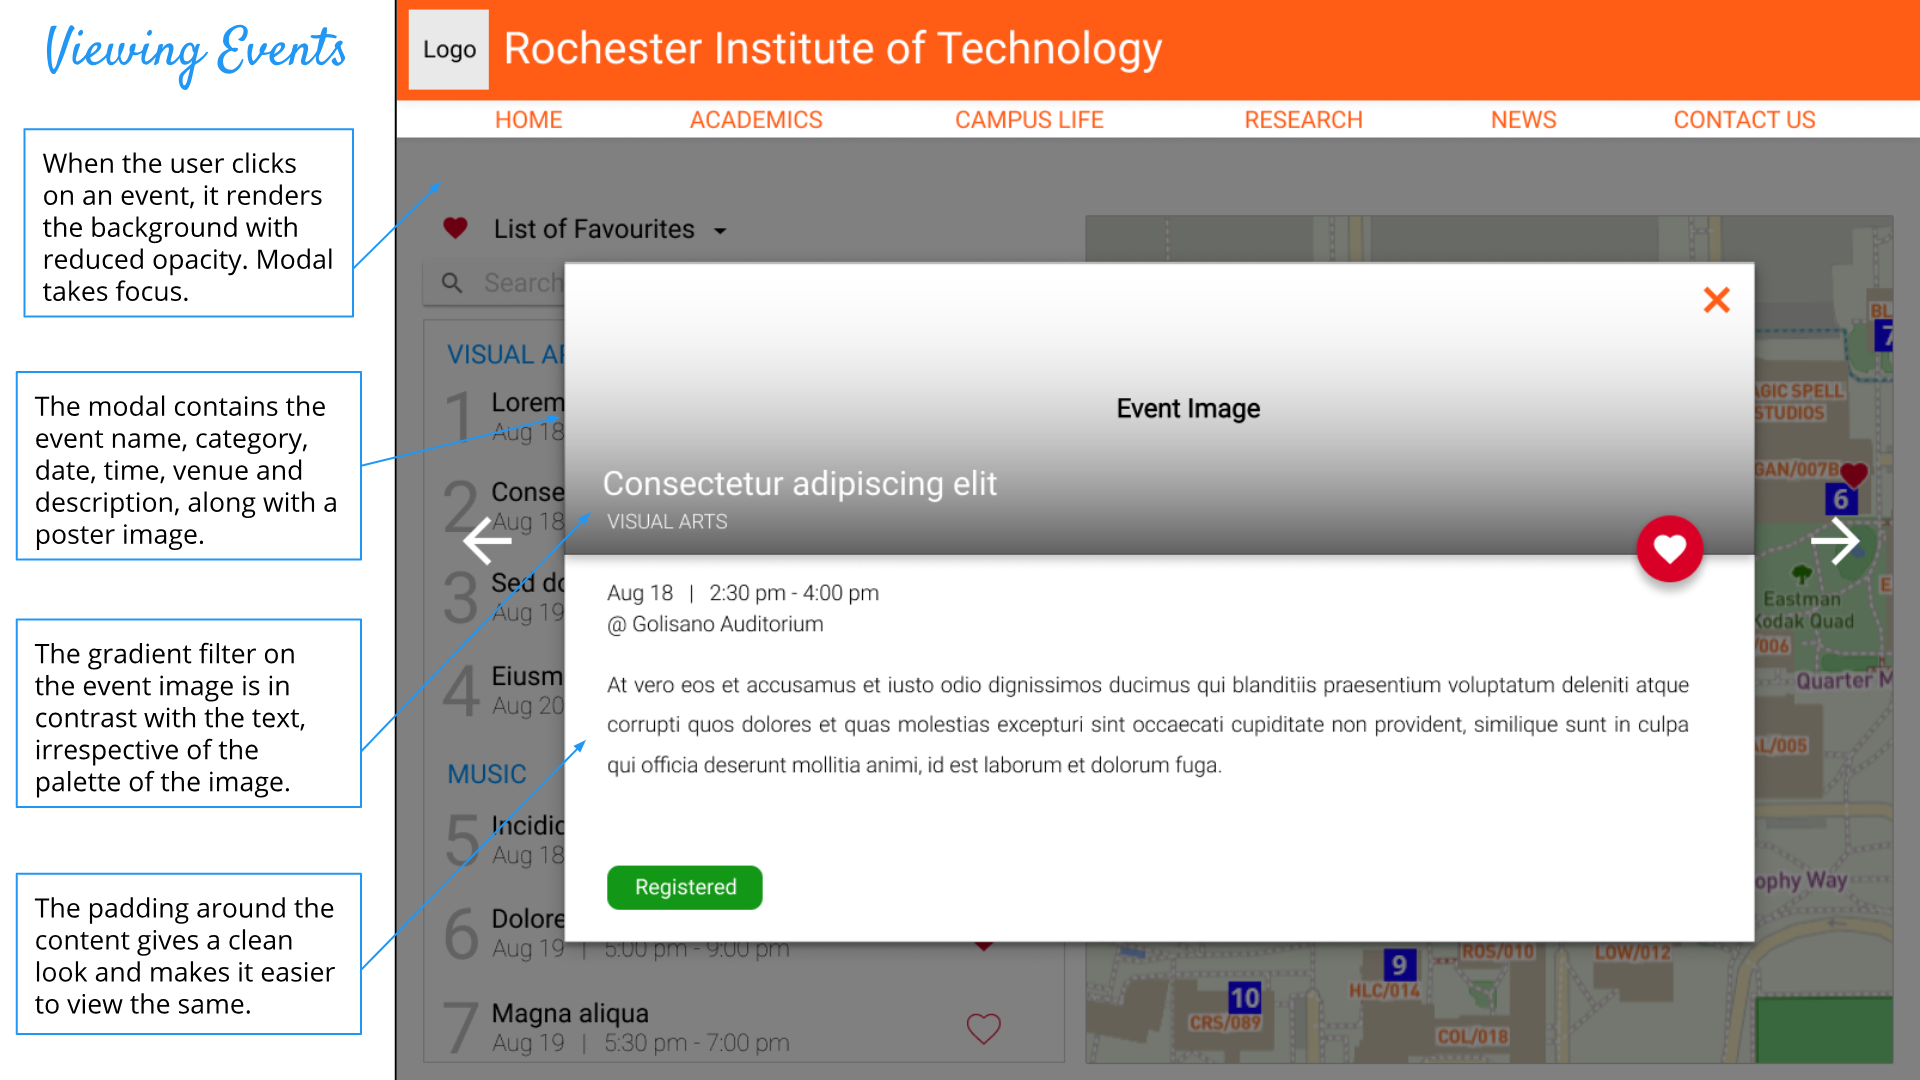 Viewing Events
When the user clicks
on an event, it renders
the background with
reduced opacity. Modal
takes focus.
The modal contains the
event name, category,
date, time, venue and
description, along with a
poster image.
The gradient filter on
the event image is in
contrast with the text,
irrespective of the
palette of the image.
The padding around the
content gives a clean
look and makes it easier
to view the same.
Logo
Rochester Institute of Technology
HOME ACADEMICS CAMPUS LIFE RESEARCH NEWS CONTACT US
List of Favourites
Search
VISUAL
1 Lorem
Aug 18
2 Conse
Aug 18
3 Sed
Aug 19
4 Eiusm
Aug 20
MUSIC
5 Incidi
Aug 18
6 Dolore
Aug 19 | 5:00 pm - 9:00 pm
7 Magna aliqua
Aug 19 | 5:30 pm - 7:00 pm
Event Image
Consectetur adipiscing elit
VISUAL ARTS
Aug 18 | 2:30 pm - 4:00 pm
@ Golisano Auditorium
At vero eos et accusamus et iusto odio dignissimos ducimus qui blanditiis praesentium voluptatum deleniti atque
corrupti quos dolores et quas molestias excepturi sint occaecati cupiditate non provident, similique sunt in culpa
qui officia deserunt mollitia animi, id est laborum et dolorum fuga.
Registered
BL
7
AGIC SPELL
STUDIOS
GAN/007B
6
Eastman
Kodak Quad
/006
Quarter M
L/005
ophy Way
ROS/010
LOW/012
9
HLC/014
10
CRS/089
COL/018